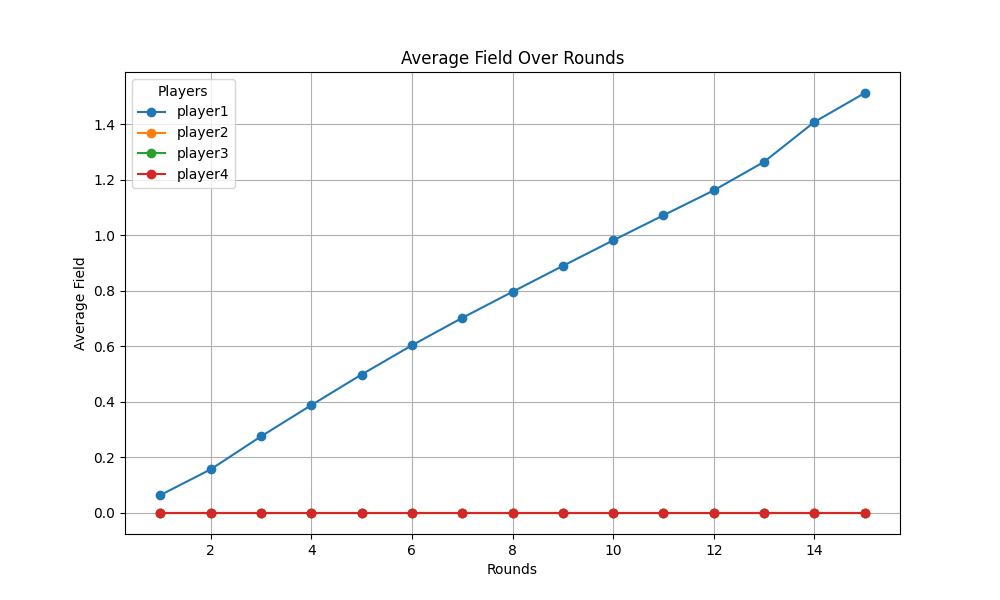 Average Field Over Rounds
Players
player1
player2
player3
player4
Average Field
1.4
1.2
1.0
0.8
0.6
0.4
0.2
0.0
2 4 6 8 10 12 14
Rounds